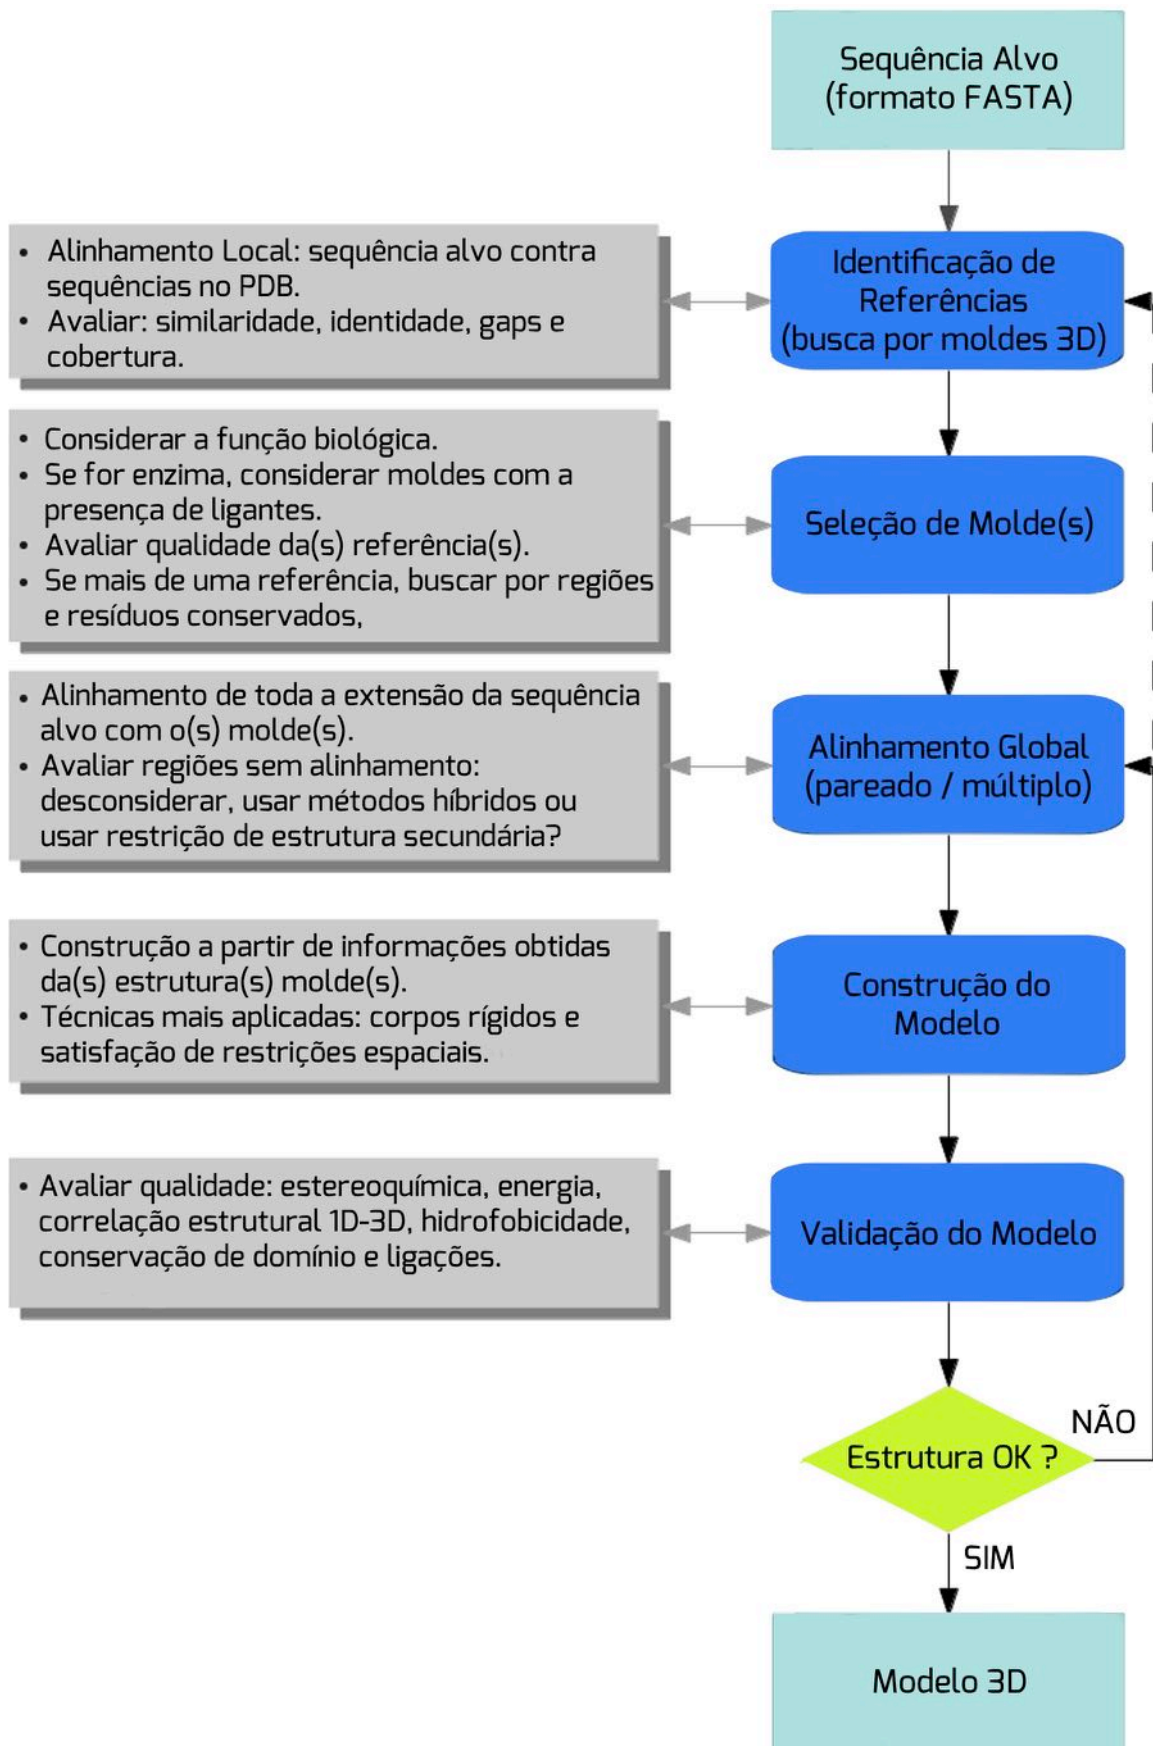 Sequência Alvo
(formato FASTA)
• Alinhamento Local: sequência alvo contra
sequências no PDB.
• Avaliar: similaridade, identidade, gaps e
cobertura.
Identificação de
Referências
(busca por moldes 3D)
• Considerar a função biológica.
• Se for enzima, considerar moldes com a
presença de ligantes.
• Avaliar qualidade da(s) referência(s).
• Se mais de uma referência, buscar por regiões
e resíduos conservados,
Seleção de Molde(s)
• Alinhamento de toda a extensão da sequência
alvo com o(s) molde(s).
• Avaliar regiões sem alinhamento:
desconsiderar, usar métodos híbridos ou
usar restrição de estrutura secundária?
Alinhamento Global
(pareado / múltiplo)
• Construção a partir de informações obtidas
da(s) estrutura(s) molde(s).
• Técnicas mais aplicadas: corpos rígidos e
satisfação de restrições espaciais.
Construção do
Modelo
• Avaliar qualidade: estereoquímica, energia,
correlação estrutural 1D-3D, hidrofobicidade,
conservação de domínio e ligações.
Validação do Modelo
Estrutura OK ?
NÃO
SIM
Modelo 3D